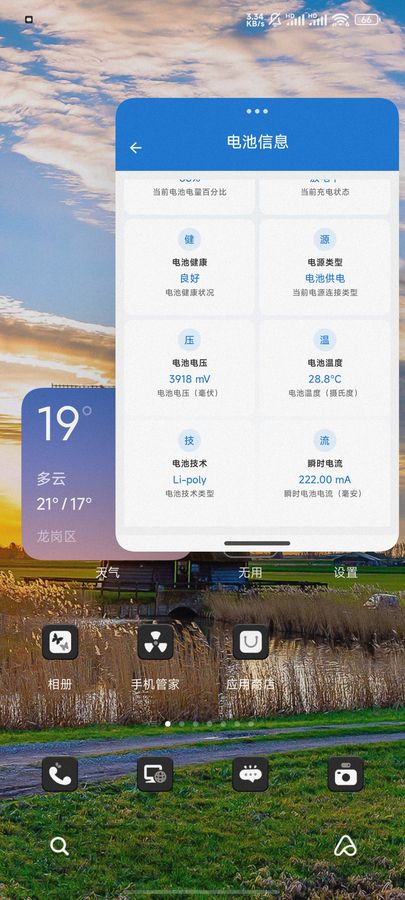 3.34
KB/s
HD
HD
6
66
电池信息
当前电池电量百分比
当前充电状态
健
源
电池健康
电源类型
良好
电池供电
电池健康状况
当前电源连接类型
压
温
电池电压
电池温度
3918 mV
28.8°C
电池电压（毫伏）
电池温度（摄氏度）
技
流
电池技术
瞬时电流
Li-poly
222.00 mA
电池技术类型
瞬时电池电流（毫安）
19°
多云
21° / 17°
龙岗区
天气
无用
设置
相册
手机管家
应用商店